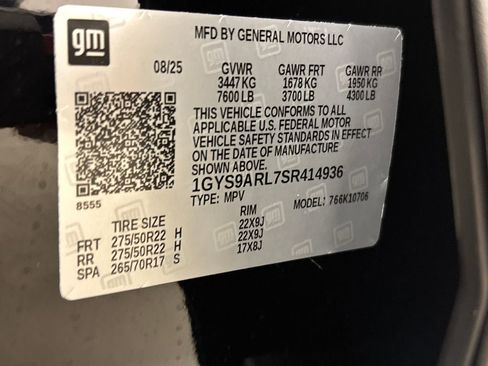 gm
MFD BY GENERAL MOTORS LLC
08/25 GVWR GAWR FRT GAWR RR
3447 KG 1678 KG 1950 KG
7600 LB 3700 LB 4300 LB
THIS VEHICLE CONFORMS TO ALL
APPLICABLE U.S. FEDERAL MOTOR
VEHICLE SAFETY STANDARDS IN EFFECT
ON THE DATE OF MANUFACTURE
SHOWN ABOVE.
8555 1GYS9ARL7SR414936
TYPE: MPV MODEL: 766K10706
TIRE SIZE RIM
FRT 275/50R22 H 22X9J
RR 275/50R22 H 22X9J
SPA 265/70R17 S 17X8J